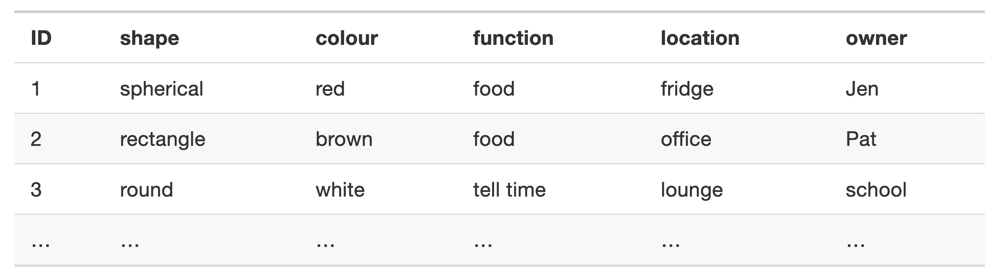 ID shape colour function location owner
1 spherical red food fridge Jen
2 rectangle brown food office Pat
3 round white tell time lounge school
... ... ... ... ... ...